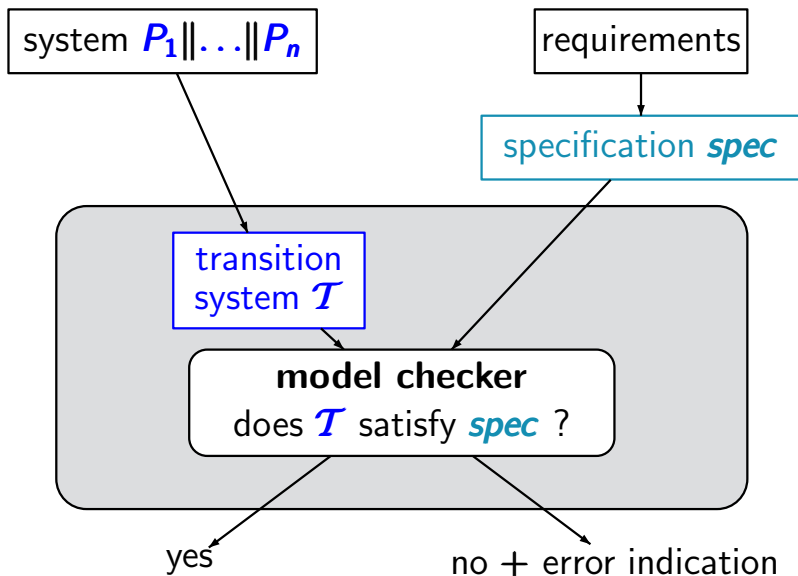 system P₁‖...‖Pₙ
requirements
specification spec
transition
system 𝒯
model checker
does 𝒯 satisfy spec ?
yes
no + error indication